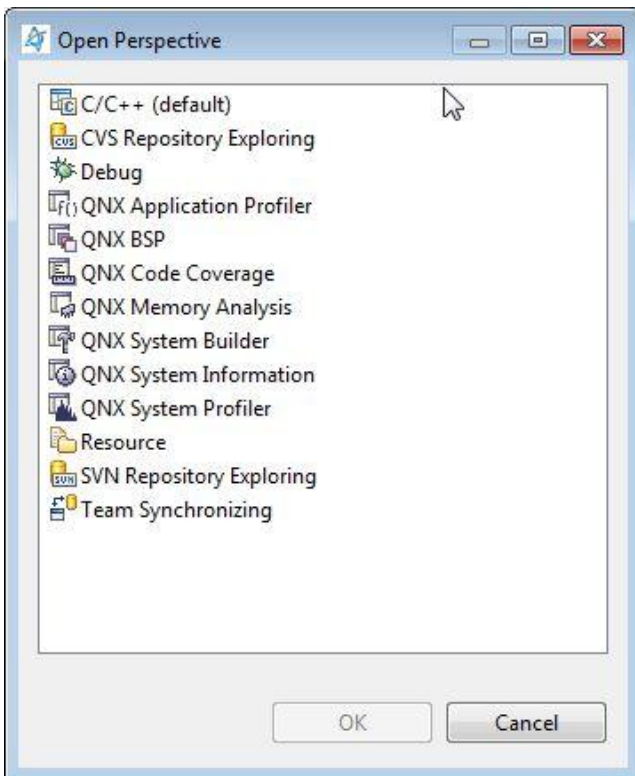 Open Perspective
C/C++ (default)
CVS Repository Exploring
Debug
QNX Application Profiler
QNX BSP
QNX Code Coverage
QNX Memory Analysis
QNX System Builder
QNX System Information
QNX System Profiler
Resource
SVN Repository Exploring
Team Synchronizing
OK Cancel